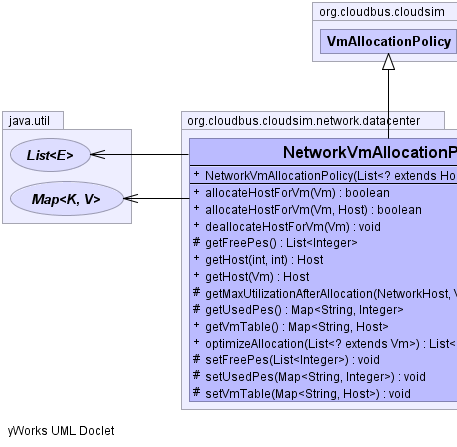 org.cloudbus.cloudsim
VmAllocationPolicy
java.util
List<E>
Map<K, V>
org.cloudbus.cloudsim.network.datacenter
NetworkVmAllocationP
+ NetworkVmAllocationPolicy(List<? extends Ho
+ allocateHostForVm(Vm) : boolean
+ allocateHostForVm(Vm, Host) : boolean
+ deallocateHostForVm(Vm) : void
# getFreePes() : List<Integer>
+ getHost(int, int) : Host
+ getHost(Vm) : Host
# getMaxUtilizationAfterAllocation(NetworkHost, V
# getUsedPes() : Map<String, Integer>
+ getVmTable() : Map<String, Host>
+ optimizeAllocation(List<? extends Vm>) : List<
# setFreePes(List<Integer>) : void
# setUsedPes(Map<String, Integer>) : void
# setVmTable(Map<String, Host>) : void
yWorks UML Doclet